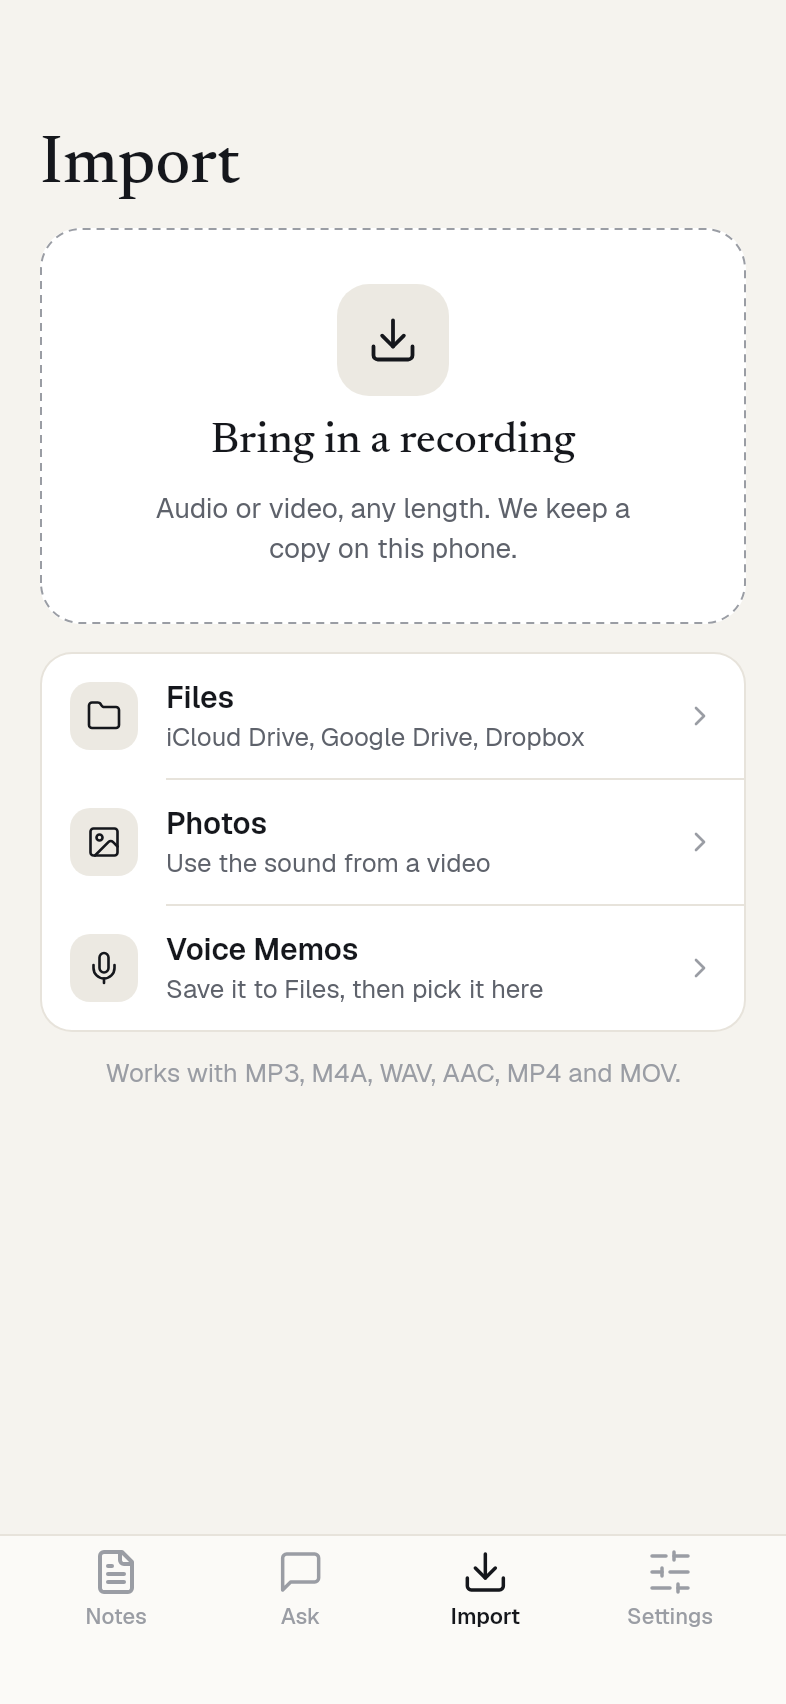 Import
Bring in a recording
Audio or video, any length. We keep a
copy on this phone.
Files
iCloud Drive, Google Drive, Dropbox
Photos
Use the sound from a video
Voice Memos
Save it to Files, then pick it here
Works with MP3, M4A, WAV, AAC, MP4 and MOV.
Notes
Ask
Import
Settings